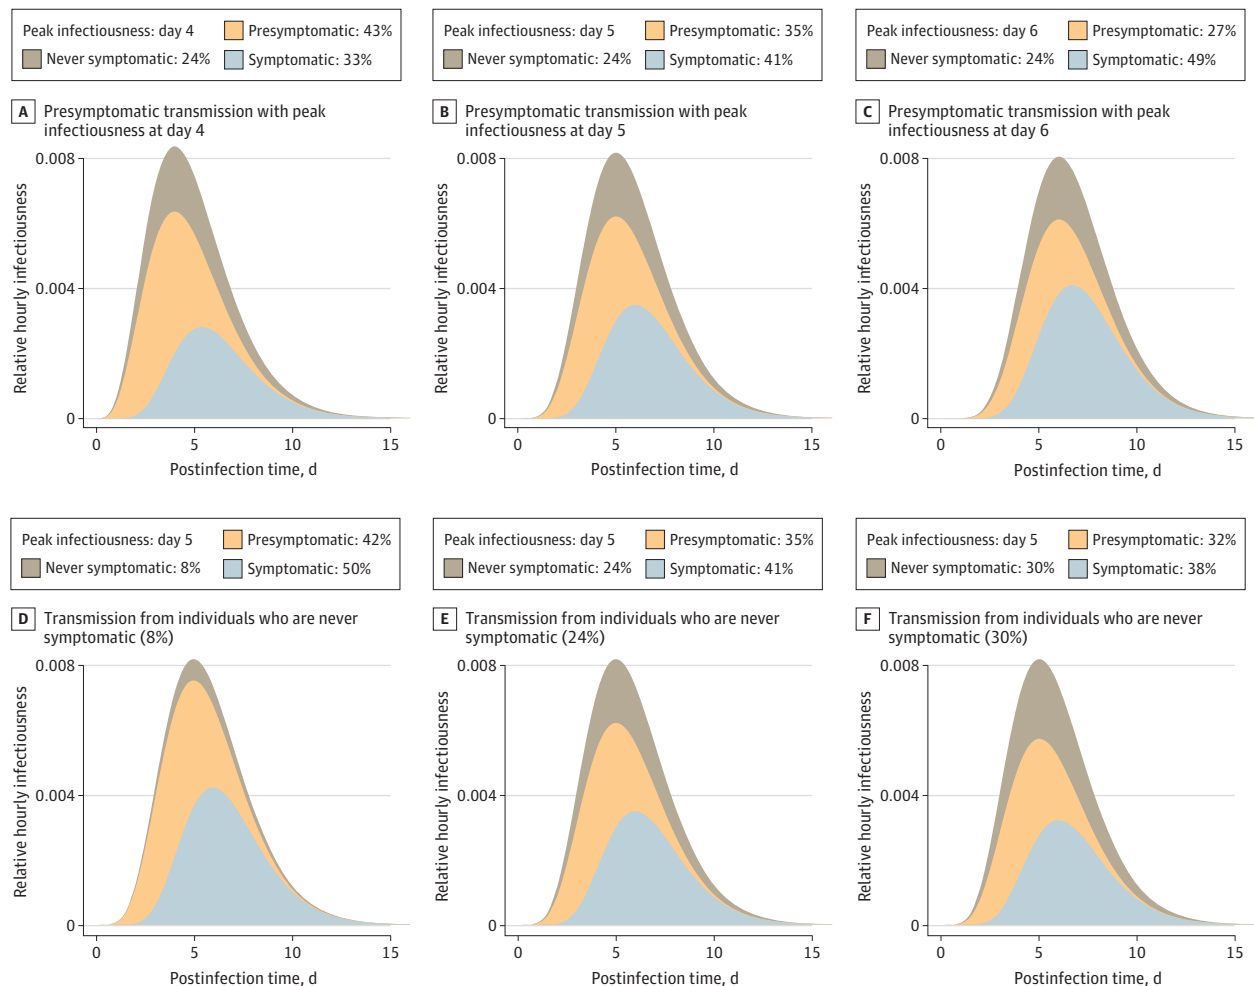 Peak infectiousness: day 4
Presymptomatic: 43%
Never symptomatic: 24%
Symptomatic: 33%
A Presymptomatic transmission with peak
infectiousness at day 4
Relative hourly infectiousness
0.008
0.004
0
0 5 10 15
Postinfection time, d
Peak infectiousness: day 5
Presymptomatic: 35%
Never symptomatic: 24%
Symptomatic: 41%
B Presymptomatic transmission with peak
infectiousness at day 5
Relative hourly infectiousness
0.008
0.004
0
0 5 10 15
Postinfection time, d
Peak infectiousness: day 6
Presymptomatic: 27%
Never symptomatic: 24%
Symptomatic: 49%
C Presymptomatic transmission with peak
infectiousness at day 6
Relative hourly infectiousness
0.008
0.004
0
0 5 10 15
Postinfection time, d
Peak infectiousness: day 5
Presymptomatic: 42%
Never symptomatic: 8%
Symptomatic: 50%
D Transmission from individuals who are never
symptomatic (8%)
Relative hourly infectiousness
0.008
0.004
0
0 5 10 15
Postinfection time, d
Peak infectiousness: day 5
Presymptomatic: 35%
Never symptomatic: 24%
Symptomatic: 41%
E Transmission from individuals who are never
symptomatic (24%)
Relative hourly infectiousness
0.008
0.004
0
0 5 10 15
Postinfection time, d
Peak infectiousness: day 5
Presymptomatic: 32%
Never symptomatic: 30%
Symptomatic: 38%
F Transmission from individuals who are never
symptomatic (30%)
Relative hourly infectiousness
0.008
0.004
0
0 5 10 15
Postinfection time, d